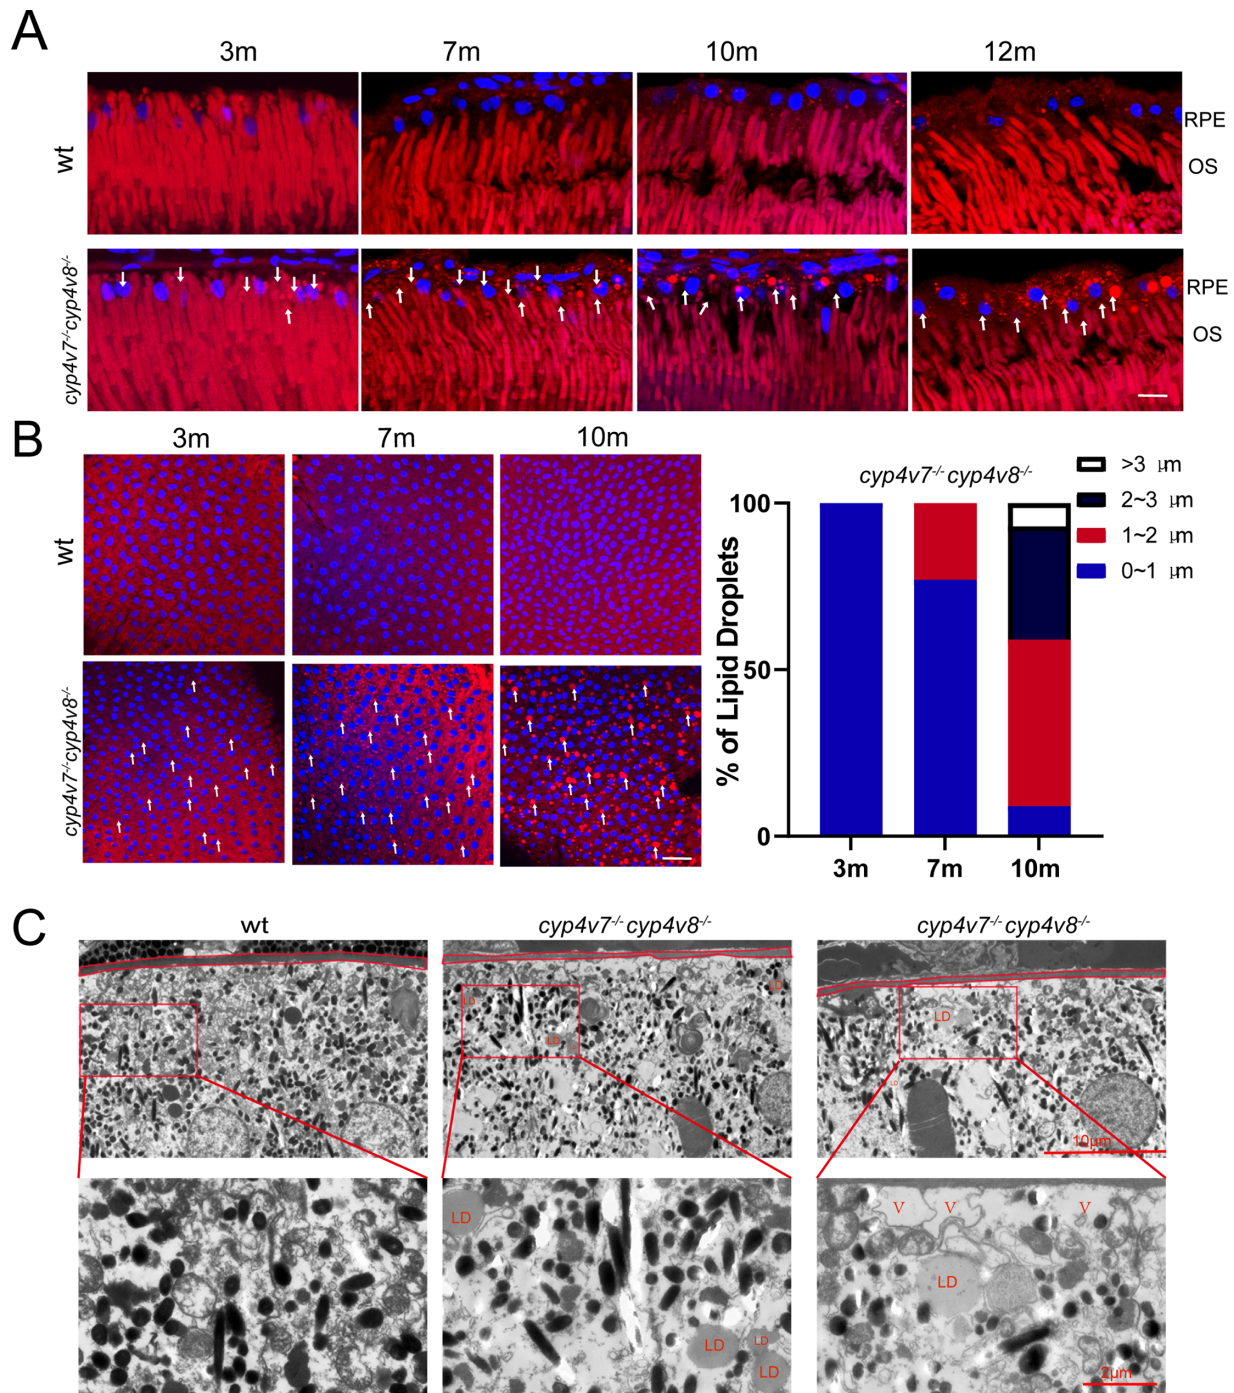 A
3m 7m 10m 12m
wt
RPE
OS
cyp4v7-/-cyp4v8-/-
RPE
OS
B
3m 7m 10m
wt
cyp4v7-/-cyp4v8-/-
cyp4v7-/- cyp4v8-/-
>3 μm
2~3 μm
1~2 μm
0~1 μm
% of Lipid Droplets
100
50
0
3m 7m 10m
C
wt cyp4v7-/- cyp4v8-/- cyp4v7-/- cyp4v8-/-
LD LD LD
LD
LD
10μm
LD
LD
LD
LD
V V V
LD
2μm